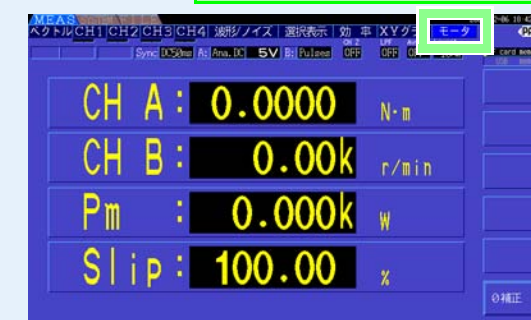 MEAS
ベクトル CH1 CH2 CH3 CH4 波形/ノイズ 選択表示 効 率 XYグラ モータ
Sync: DC50ms A: Ana.DC 5V B: Pulses OFF OFF
card
CH A: 0.0000 N·m
CH B: 0.00k r/min
Pm : 0.000k W
Slip: 100.00 %
0補正